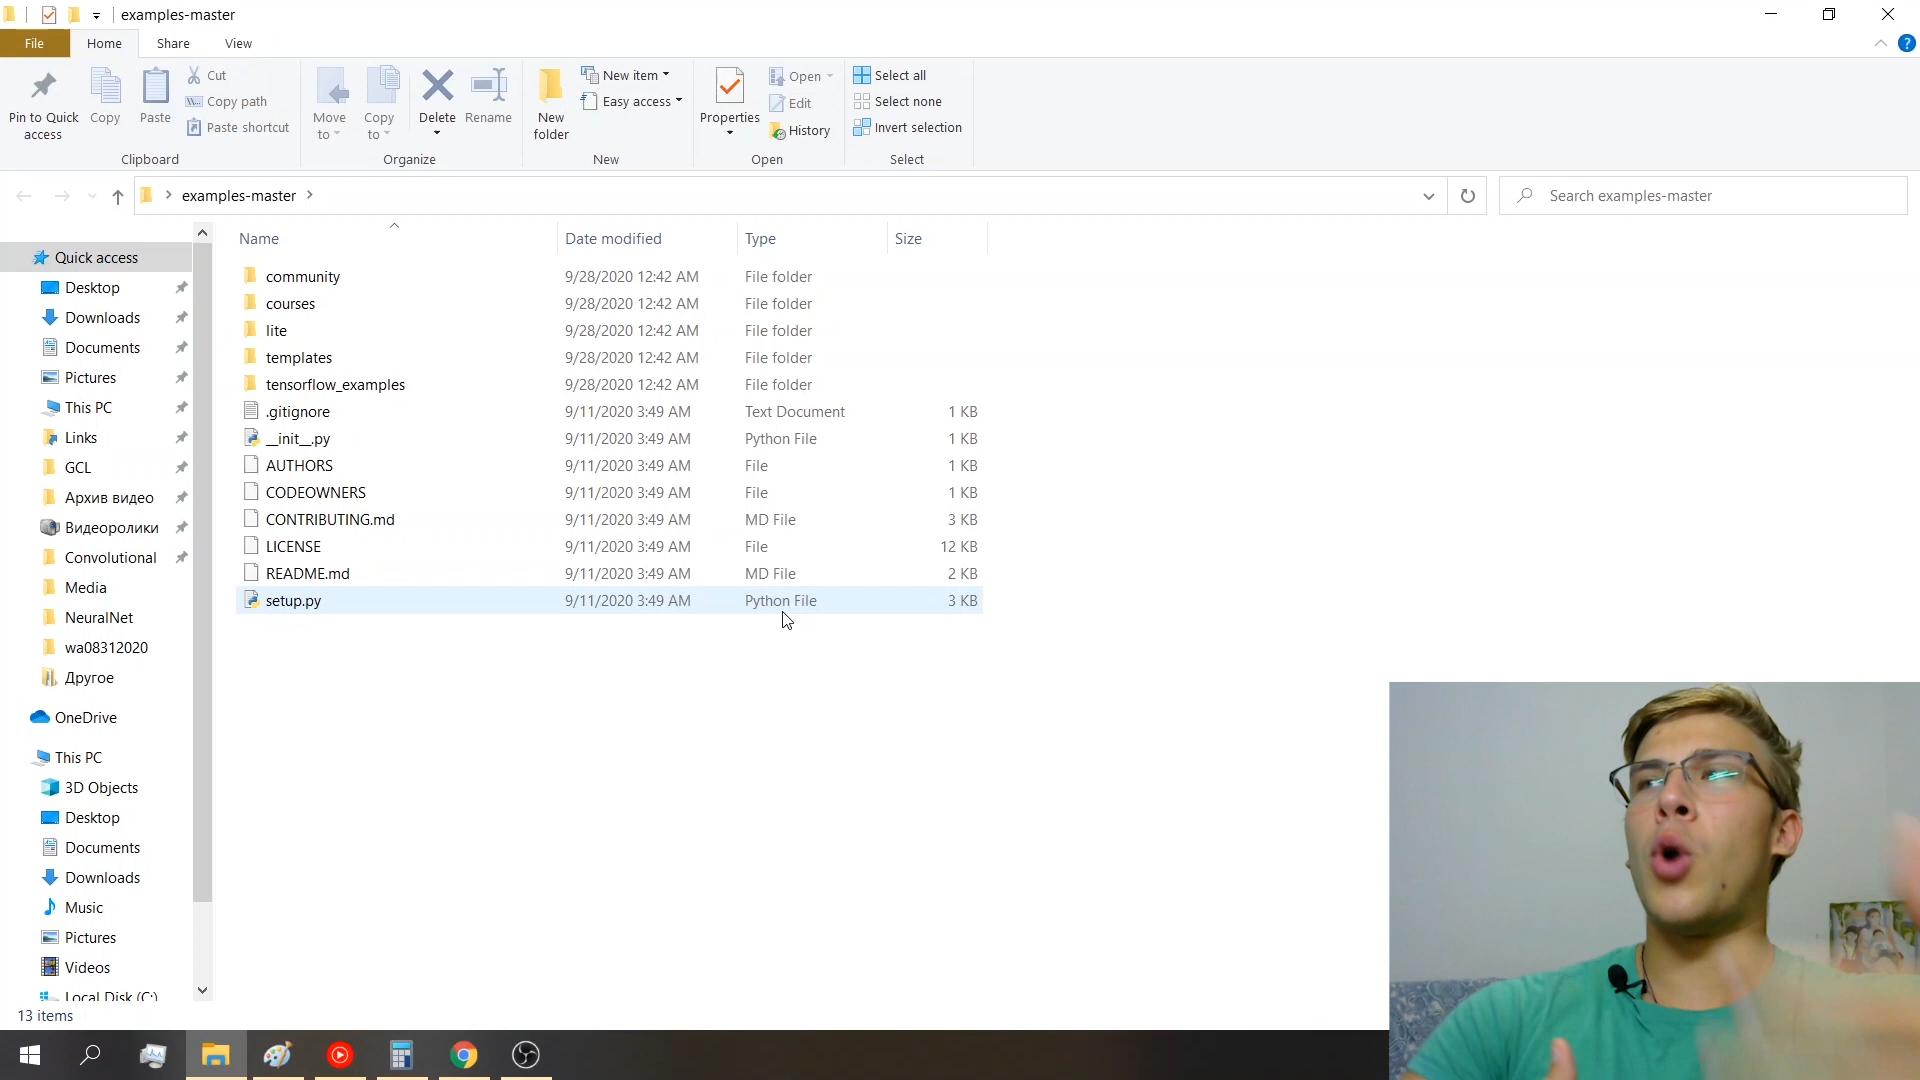 examples-master
File Home Share View
Pin to Quick access
Copy
Paste
Cut
Copy path
Paste shortcut
Clipboard
Move to
Copy to
Delete
Rename
Organize
New folder
New item
Easy access
New
Properties
Open
Edit
History
Open
Select all
Select none
Invert selection
Select
examples-master
Search examples-master
Quick access
Desktop
Downloads
Documents
Pictures
This PC
Links
GCL
Архив видео
Видеоролики
Convolutional
Media
NeuralNet
wa08312020
Другое
OneDrive
This PC
3D Objects
Desktop
Documents
Downloads
Music
Pictures
Videos
Local Disk (C:)
Name Date modified Type Size
community 9/28/2020 12:42 AM File folder
courses 9/28/2020 12:42 AM File folder
lite 9/28/2020 12:42 AM File folder
templates 9/28/2020 12:42 AM File folder
tensorflow_examples 9/28/2020 12:42 AM File folder
.gitignore 9/11/2020 3:49 AM Text Document 1 KB
__init__.py 9/11/2020 3:49 AM Python File 1 KB
AUTHORS 9/11/2020 3:49 AM File 1 KB
CODEOWNERS 9/11/2020 3:49 AM File 1 KB
CONTRIBUTING.md 9/11/2020 3:49 AM MD File 3 KB
LICENSE 9/11/2020 3:49 AM File 12 KB
README.md 9/11/2020 3:49 AM MD File 2 KB
setup.py 9/11/2020 3:49 AM Python File 3 KB
13 items